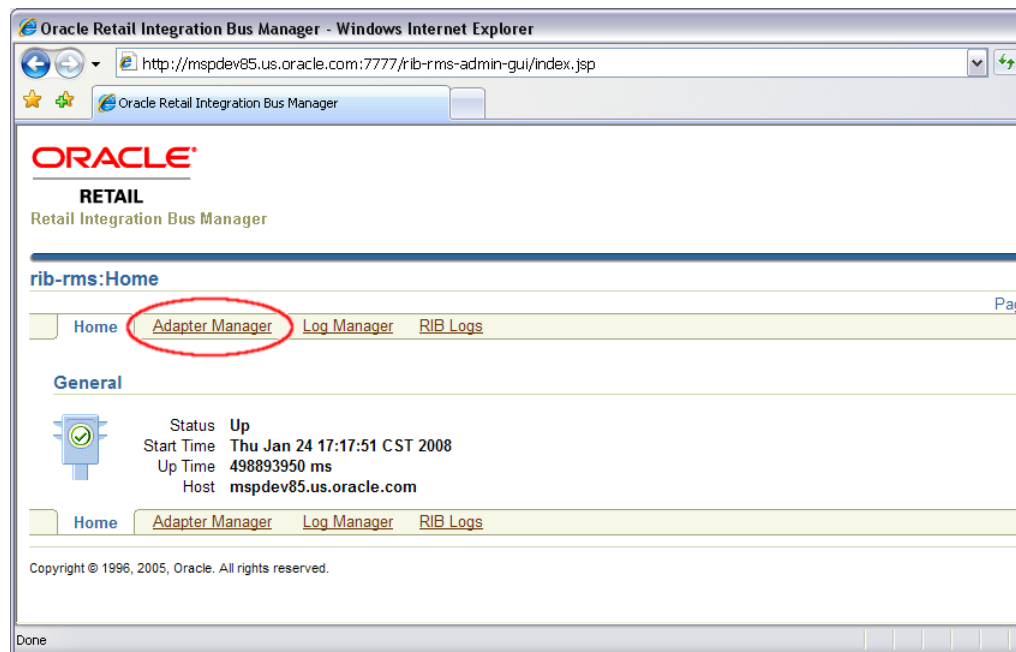 Oracle Retail Integration Bus Manager - Windows Internet Explorer
http://mspdev85.us.oracle.com:7777/rib-rms-admin-gui/index.jsp
Oracle Retail Integration Bus Manager
ORACLE
RETAIL
Retail Integration Bus Manager
rib-rms:Home
Pag
Home Adapter Manager Log Manager RIB Logs
General
Status Up
Start Time Thu Jan 24 17:17:51 CST 2008
Up Time 498893950 ms
Host mspdev85.us.oracle.com
Home Adapter Manager Log Manager RIB Logs
Copyright © 1996, 2005, Oracle. All rights reserved.
Done